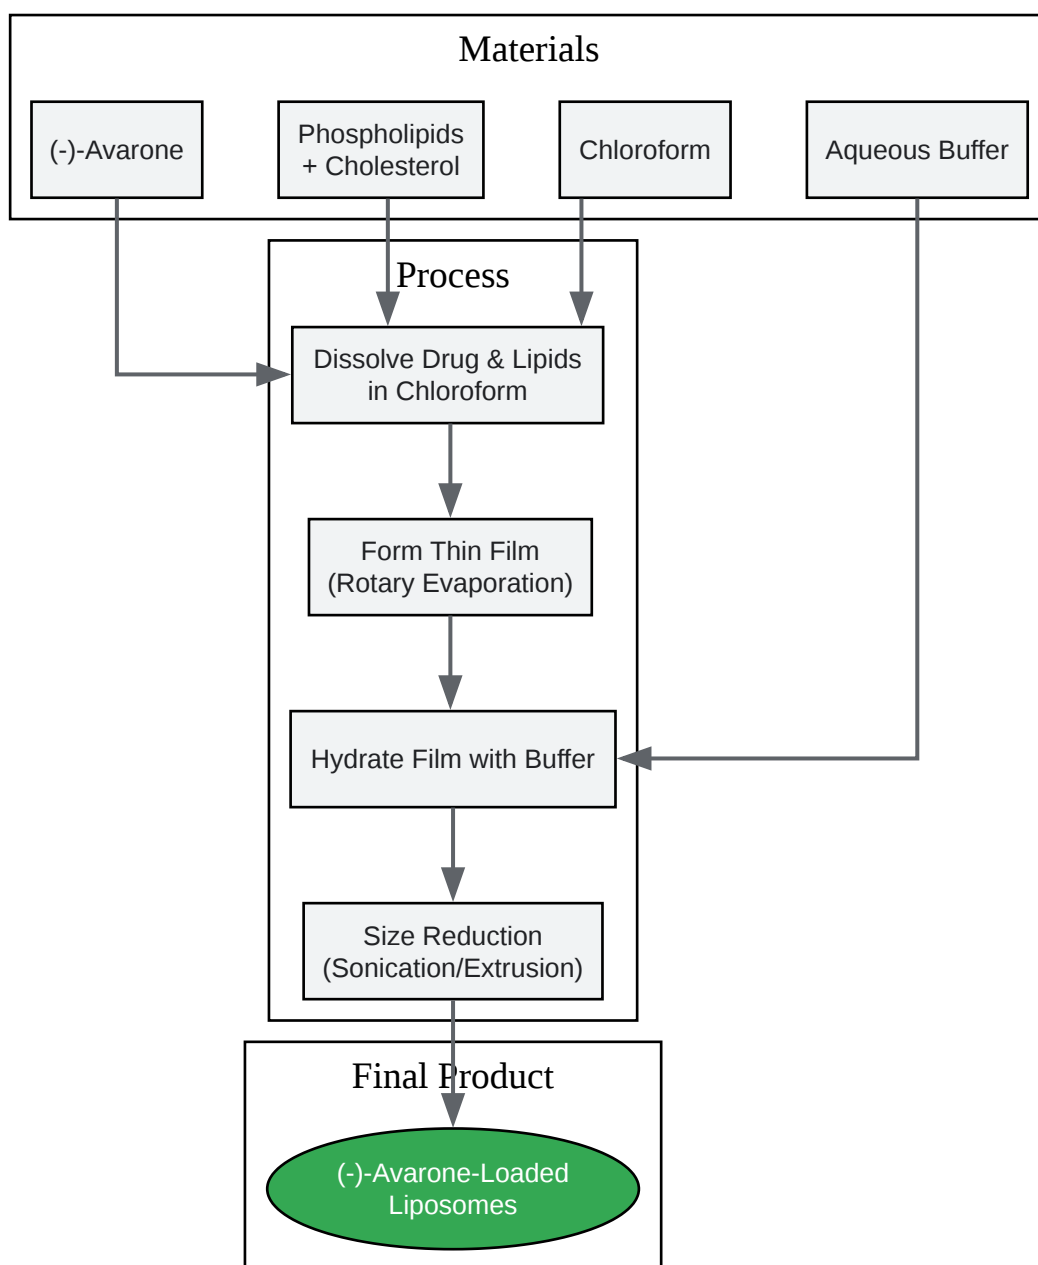 Materials
(-)-Avarone
Phospholipids
+ Cholesterol
Chloroform
Aqueous Buffer
Process
Dissolve Drug & Lipids
in Chloroform
Form Thin Film
(Rotary Evaporation)
Hydrate Film with Buffer
Size Reduction
(Sonication/Extrusion)
Final Product
(-)-Avarone-Loaded
Liposomes